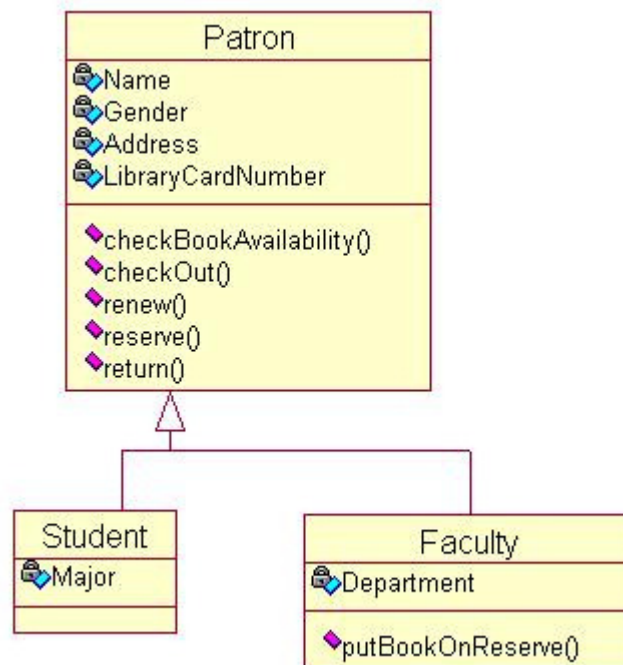 Patron
Name
Gender
Address
LibraryCardNumber
checkBookAvailability()
checkOut()
renew()
reserve()
return()
Student
Major
Faculty
Department
putBookOnReserve()